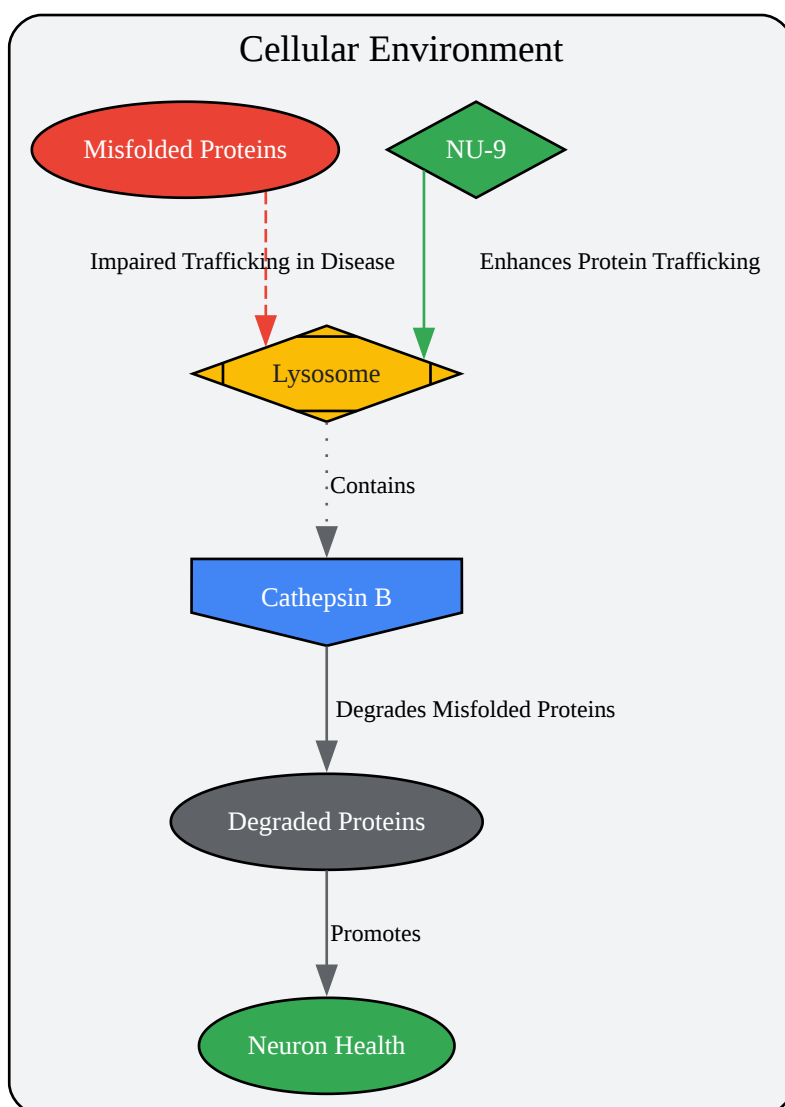 Cellular Environment
Misfolded Proteins
NU-9
Impaired Trafficking in Disease
Enhances Protein Trafficking
Lysosome
Contains
Cathepsin B
Degrades Misfolded Proteins
Degraded Proteins
Promotes
Neuron Health